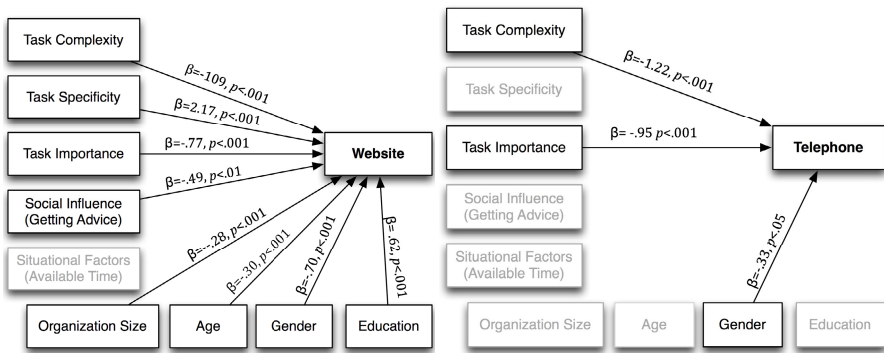 Task Complexity
β=-109, p<.001
Task Specificity
β=2.17, p<.001
Task Importance
β=-.77, p<.001
Website
Social Influence
(Getting Advice)
β=-.49, p<.01
Situational Factors
(Available Time)
β=--.28, p<.001
β=-.30, p<.001
β=-.70, p<.001
β=.62, p<.001
Organization Size
Age
Gender
Education
Task Complexity
β=-1.22, p<.001
Task Specificity
Task Importance
β= -.95 p<.001
Telephone
Social Influence
(Getting Advice)
Situational Factors
(Available Time)
β=-.33, p<.05
Organization Size
Age
Gender
Education